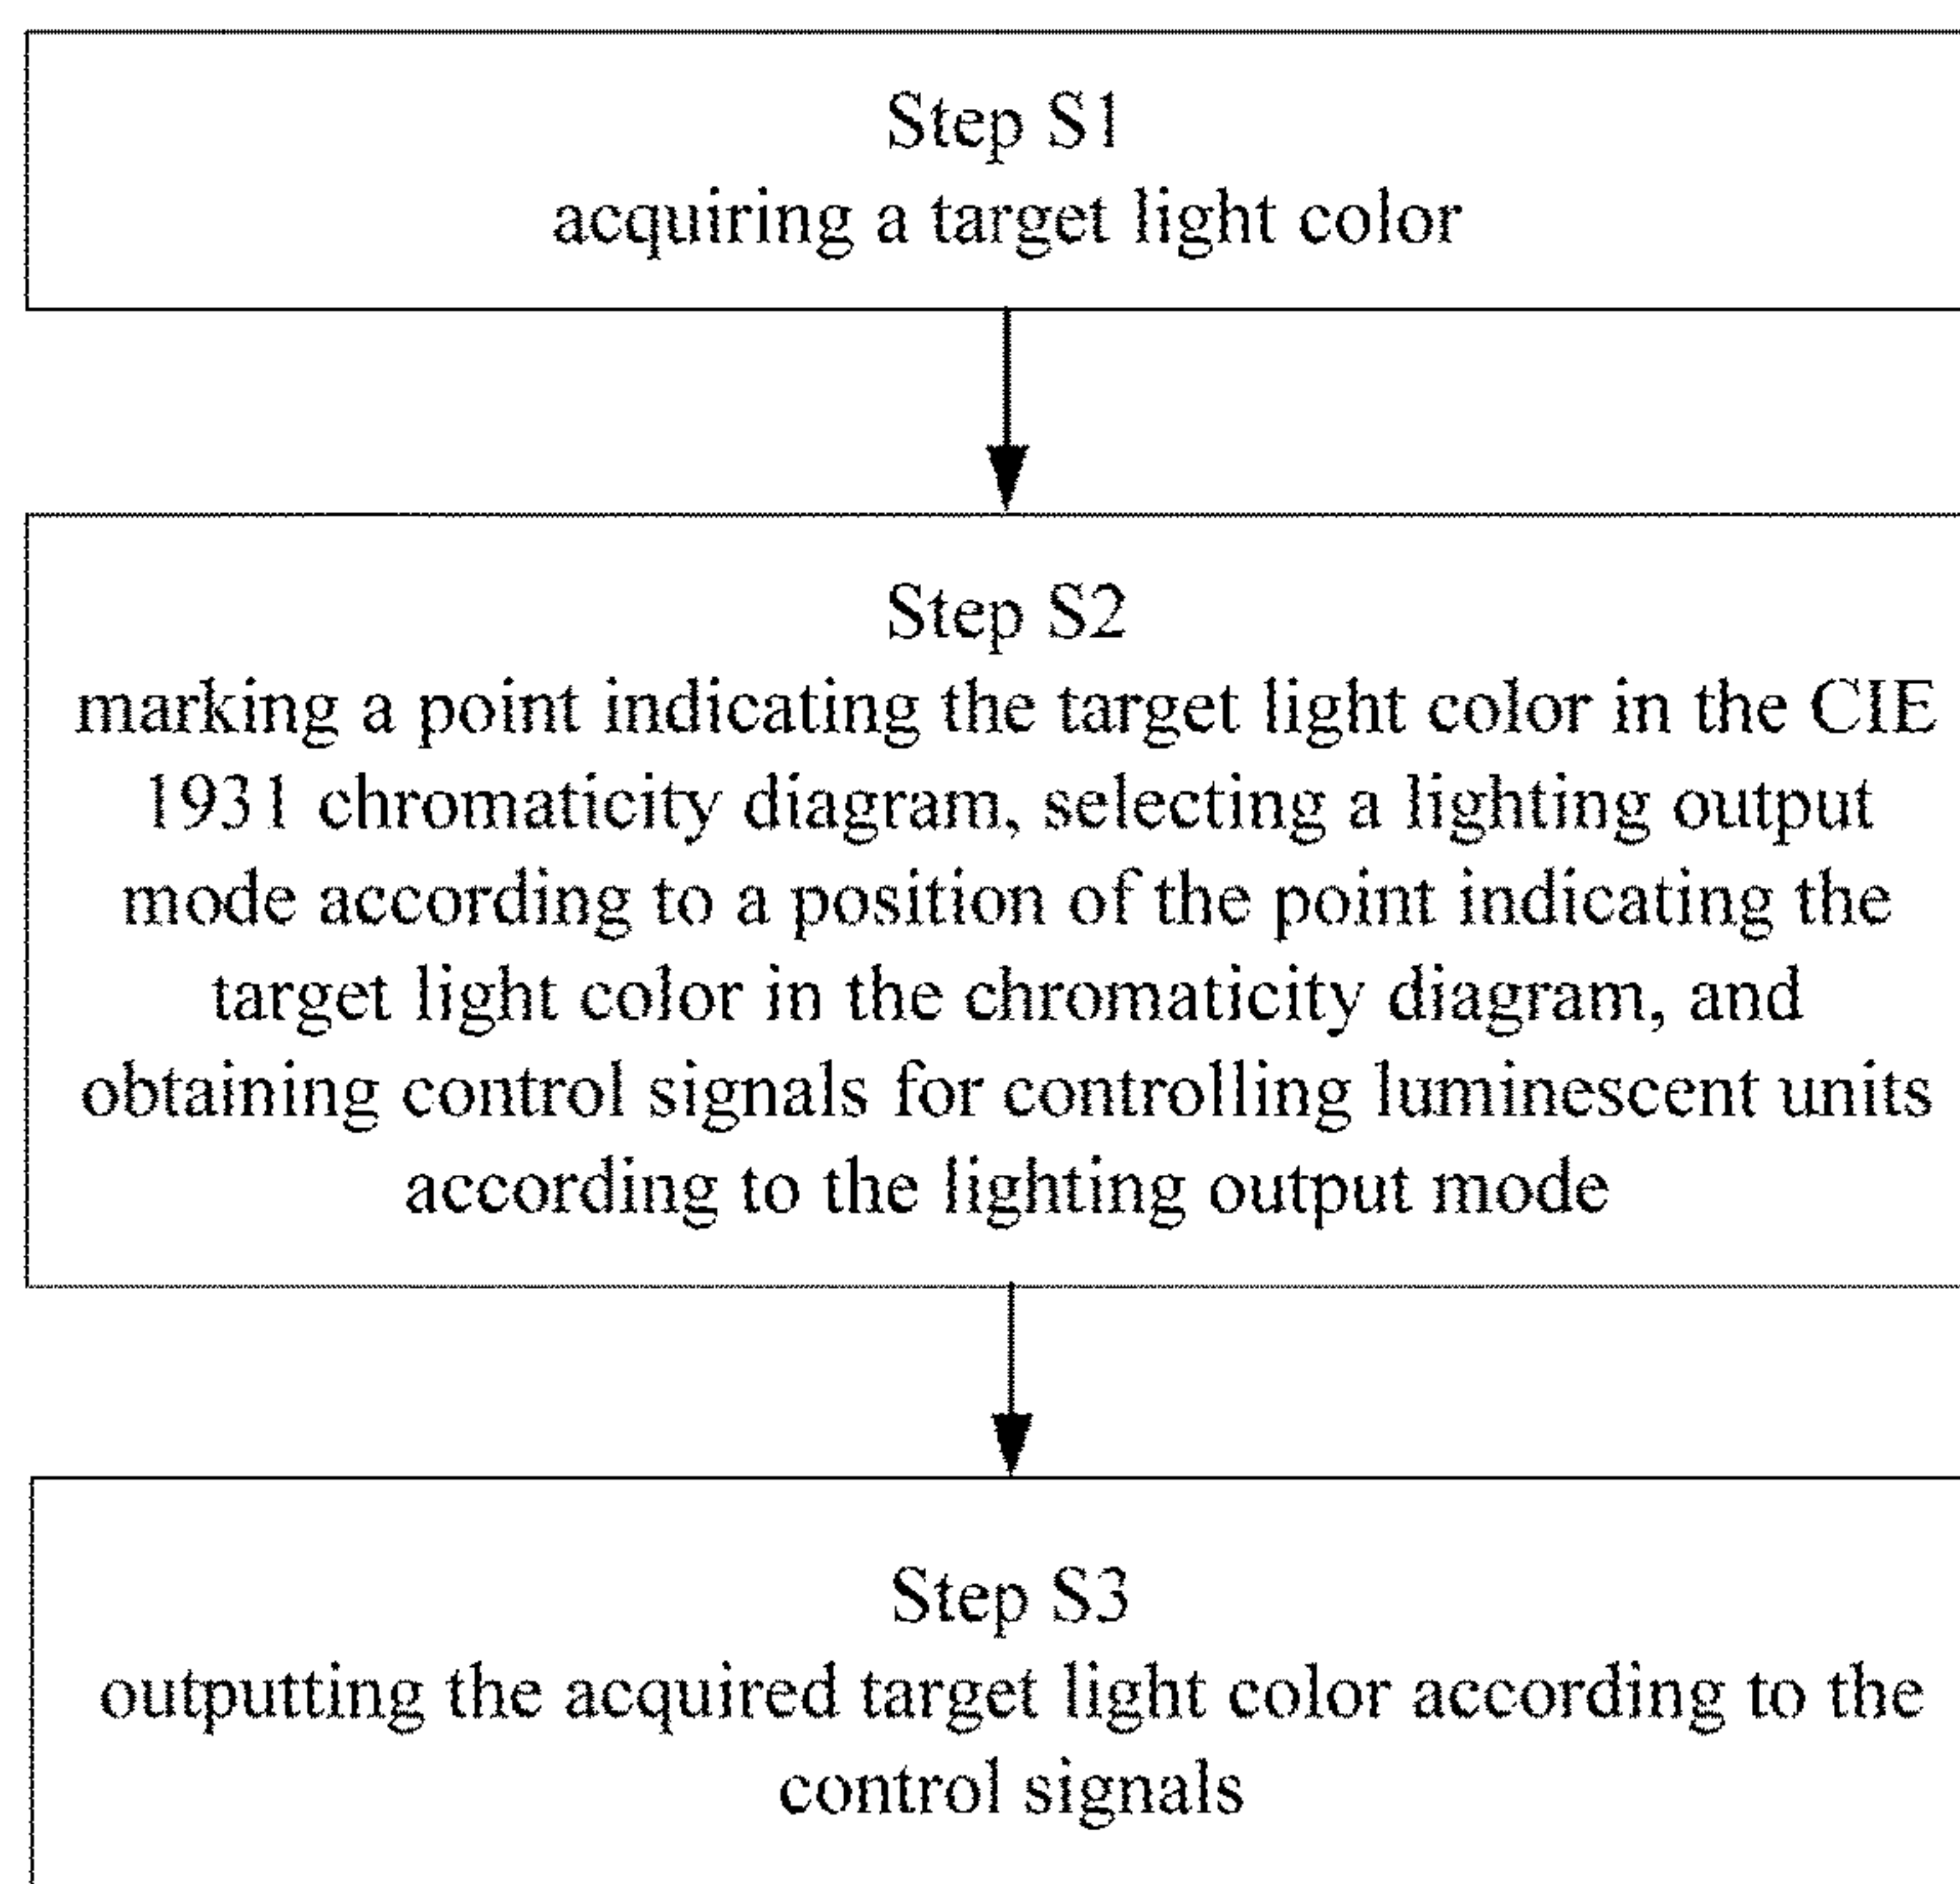 Step S1
acquiring a target light color
Step S2
marking a point indicating the target light color in the CIE
1931 chromaticity diagram, selecting a lighting output
mode according to a position of the point indicating the
target light color in the chromaticity diagram, and
obtaining control signals for controlling luminescent units
according to the lighting output mode
Step S3
outputting the acquired target light color according to the
control signals